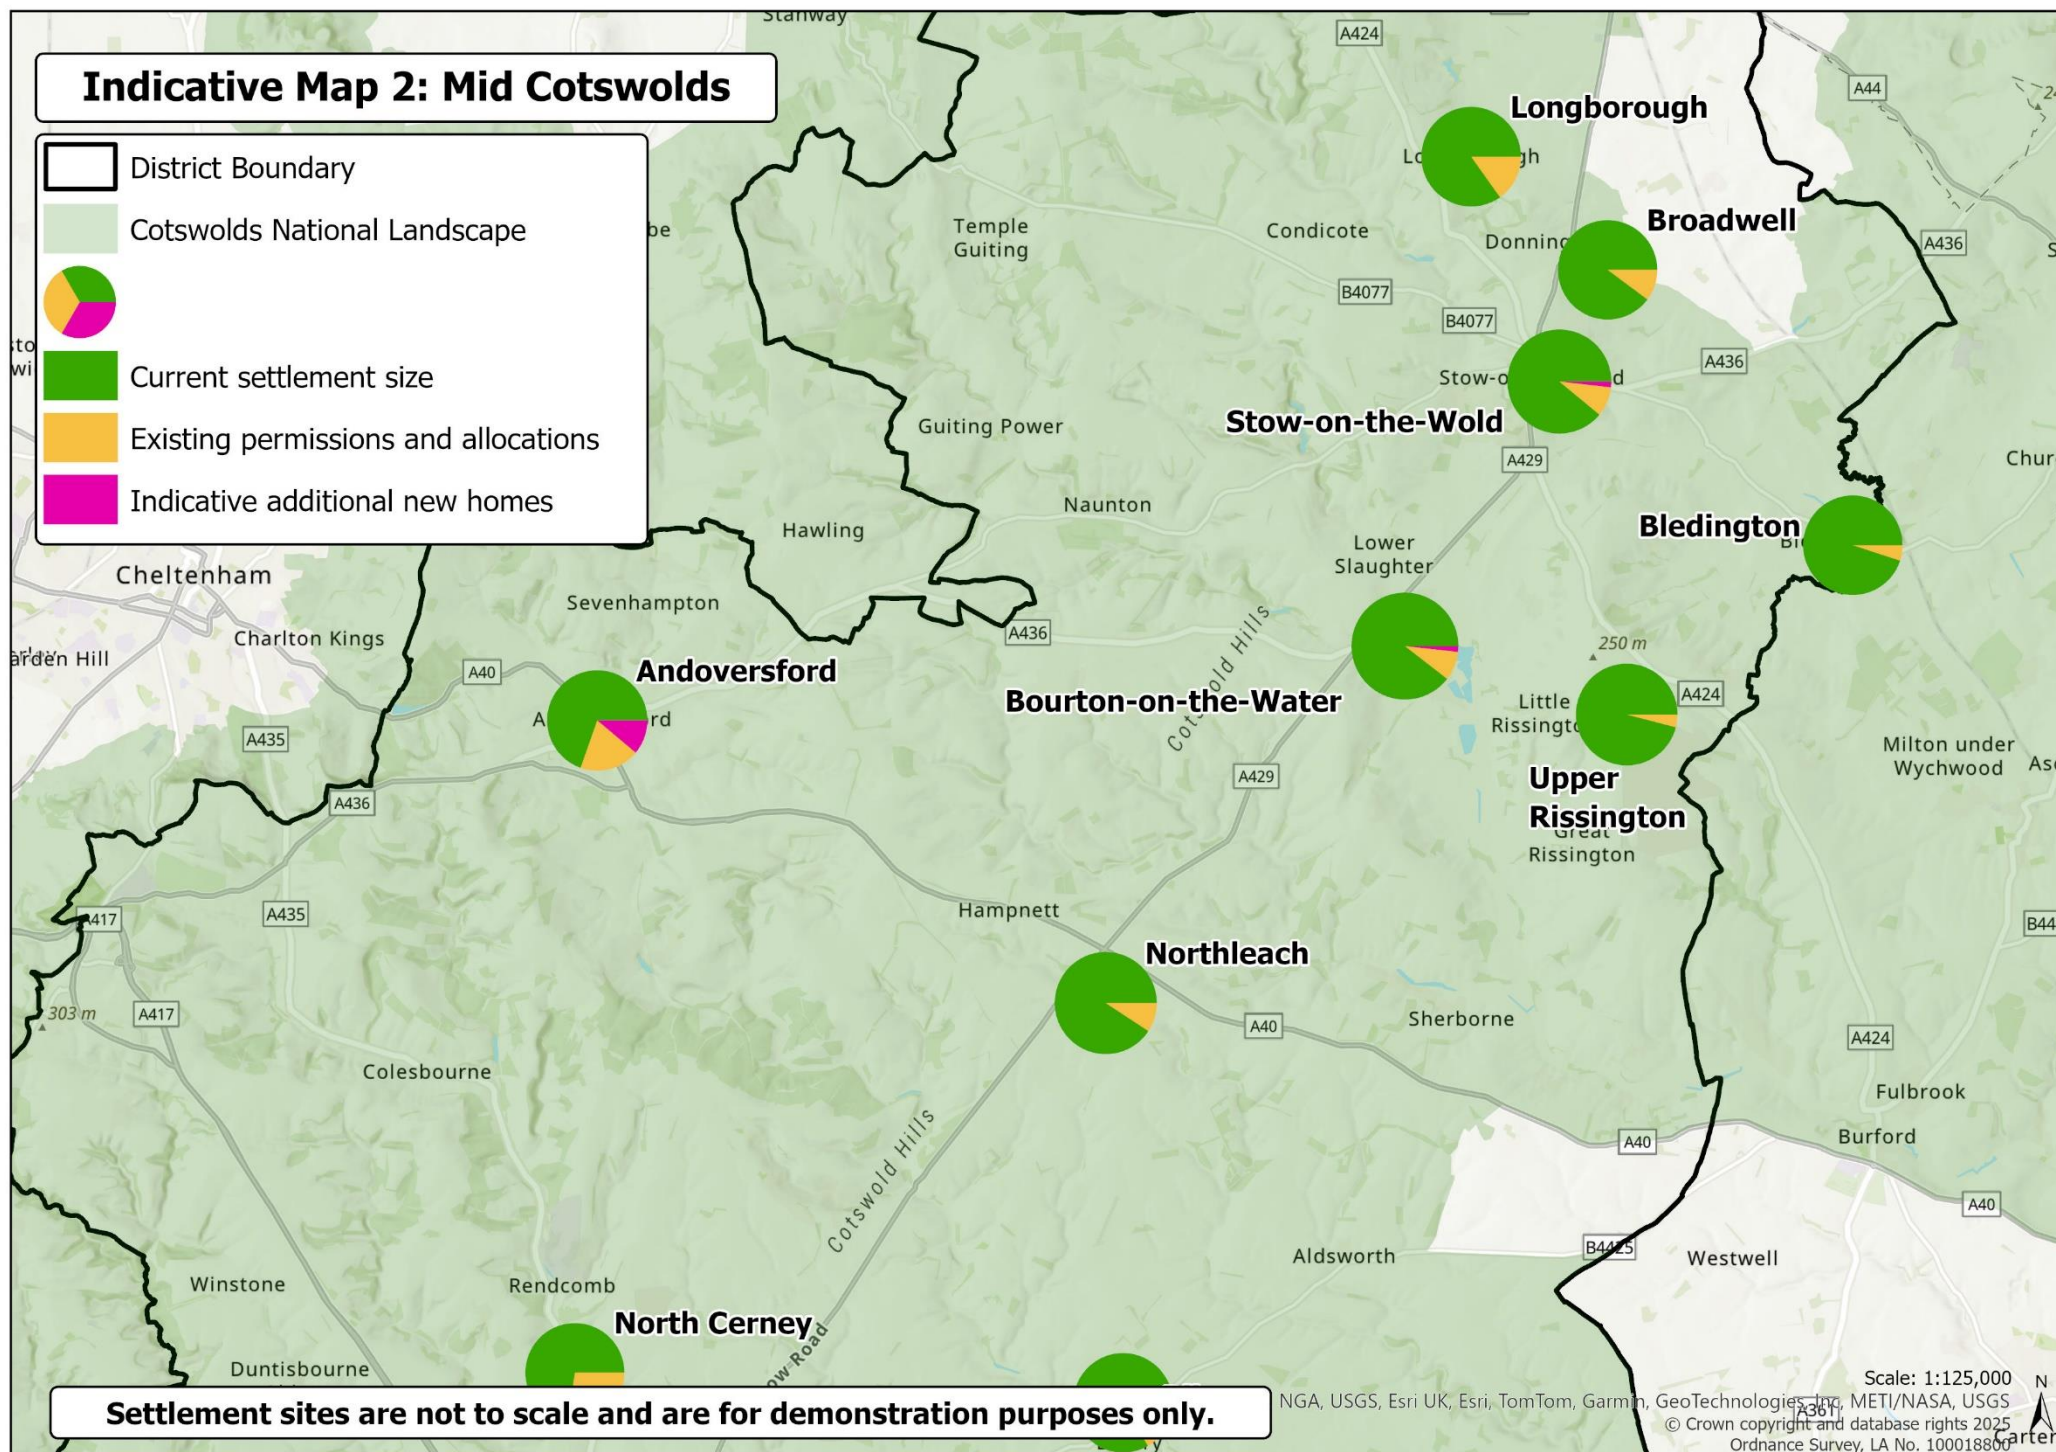 Stanway
A424
Indicative Map 2: Mid Cotswolds
A44
Longborough
District Boundary
Cotswolds National Landscape
Temple
Guiting
Condicote
Broadwell
A436
B4077
B4077
Current settlement size
A436
Stow-on-the-Wold
Existing permissions and allocations
Guiting Power
A429
Indicative additional new homes
Naunton
Hawling
Bledington
Lower
Slaughter
Cheltenham
Sevenhampton
Charlton Kings
A436
Cotswold Hills
250 m
A40
Andoversford
Bourton-on-the-Water
Little
A424
A435
Milton under
Wychwood
A429
Upper
Rissington
Great
Rissington
A436
Hampnett
A435
A417
Northleach
303 m
A417
Sherborne
A40
A424
Colesbourne
Fulbrook
Cotswold Hills
A40
Burford
A40
B4425
Aldsworth
Westwell
Winstone
Rendcomb
North Cerney
Duntisbourne
Scale: 1:125,000
N
Settlement sites are not to scale and are for demonstration purposes only.
NGA, USGS, Esri UK, Esri, TomTom, Garmin, GeoTechnologies, Inc, METI/NASA, USGS
A361
© Crown copyright and database rights 2025
Ordnance Survey, LA No. 100018800